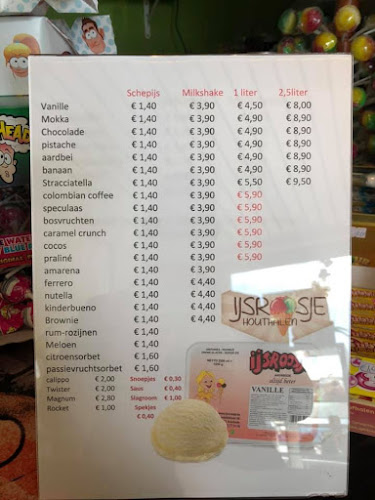 Schepijs Milkshake 1 liter 2,5liter
Vanille € 1,40 € 3,90 € 4,50 € 8,00
Mokka € 1,40 € 3,90 € 4,90 € 8,90
Chocolade € 1,40 € 3,90 € 4,90 € 8,90
pistache € 1,40 € 3,90 € 4,90 € 8,90
aardbei € 1,40 € 3,90 € 4,90 € 8,90
banaan € 1,40 € 3,90 € 4,90 € 8,90
Stracciatella € 1,40 € 3,90 € 5,50 € 9,50
colombian coffee € 1,40 € 3,90 € 5,90
speculaas € 1,40 € 3,90 € 5,90
bosvruchten € 1,40 € 3,90 € 5,90
caramel crunch € 1,40 € 3,90 € 5,90
cocos € 1,40 € 3,90 € 5,90
praliné € 1,40 € 3,90 € 5,90
amarena € 1,40 € 3,90
ferrero € 1,40 € 4,40
nutella € 1,40 € 4,40
kinderbueno € 1,40 € 4,40
Brownie € 1,40 € 4,40
rum-rozijnen € 1,40
Meloen € 1,40
citroensorbet € 1,60
passievruchtsorbet € 1,60
calippo € 2,00 Snoepjes € 0,30
Twister € 2,00 Saus € 0,40
Magnum € 2,80 Slagroom € 1,00
Rocket € 1,00 Spekjes
€ 0,40
IJSROOSJE
HOUTHALEN
ijsroosje
VANILLE